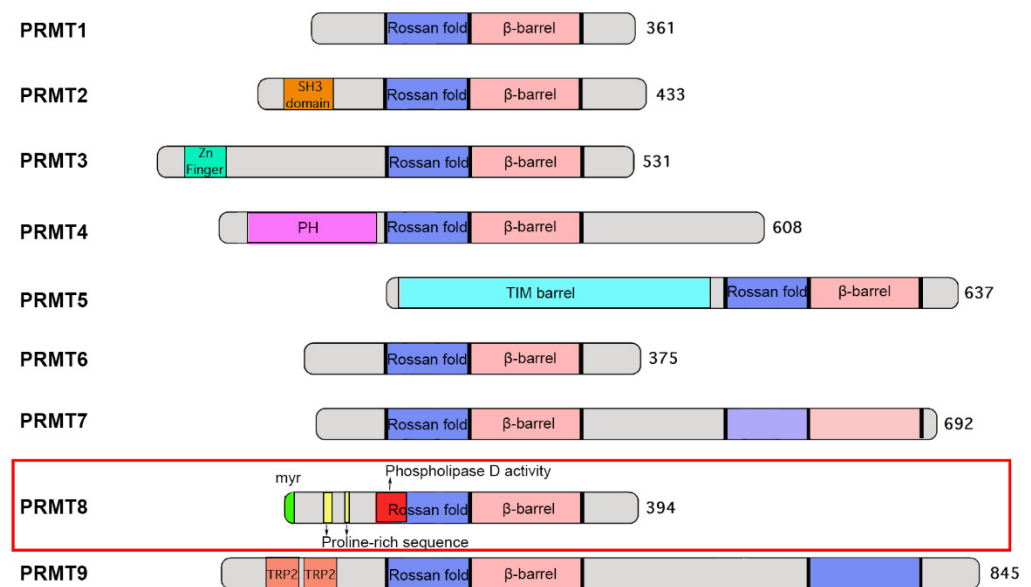 PRMT1 Rossan fold β-barrel 361
PRMT2 SH3 domain Rossan fold β-barrel 433
PRMT3 Zn Finger Rossan fold β-barrel 531
PRMT4 PH Rossan fold β-barrel 608
PRMT5 TIM barrel Rossan fold β-barrel 637
PRMT6 Rossan fold β-barrel 375
PRMT7 Rossan fold β-barrel 692
myr Phospholipase D activity
PRMT8 Rossan fold β-barrel 394
Proline-rich sequence
PRMT9 TRP2 TRP2 Rossan fold β-barrel 845